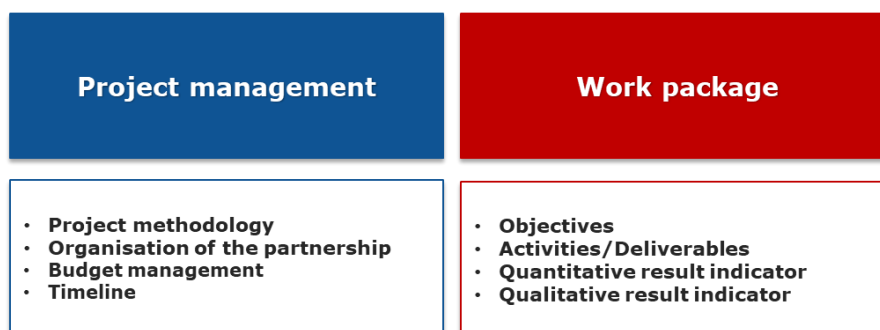 Project management
• Project methodology
• Organisation of the partnership
• Budget management
• Timeline
Work package
• Objectives
• Activities/Deliverables
• Quantitative result indicator
• Qualitative result indicator